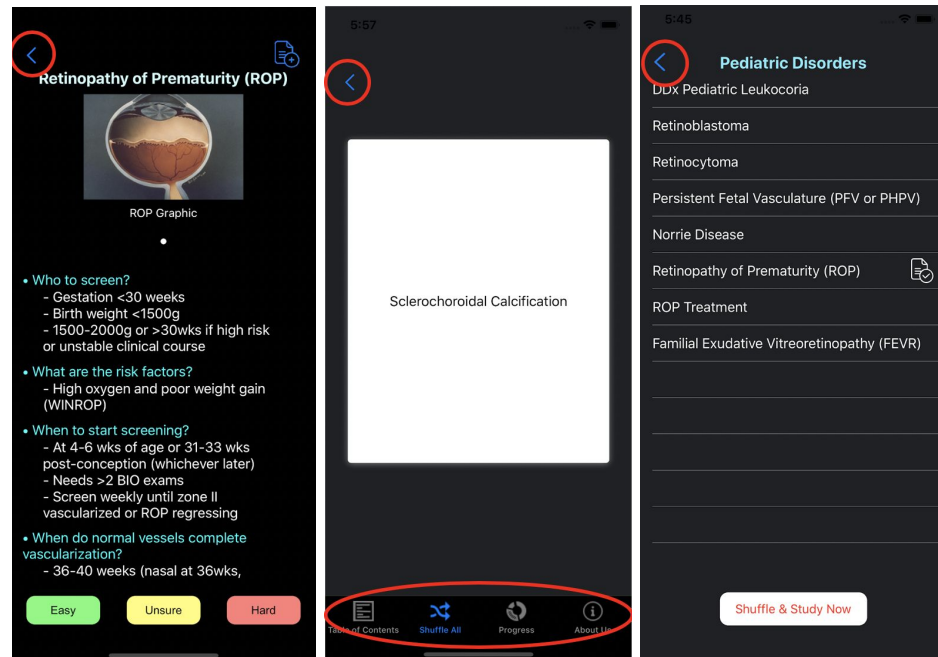 Retinopathy of Prematurity (ROP)
ROP Graphic
• Who to screen?
- Gestation <30 weeks
- Birth weight <1500g
- 1500-2000g or >30wks if high risk
or unstable clinical course
• What are the risk factors?
- High oxygen and poor weight gain
(WINROP)
• When to start screening?
- At 4-6 wks of age or 31-33 wks
post-conception (whichever later)
- Needs >2 BIO exams
- Screen weekly until zone II
vascularized or ROP regressing
• When do normal vessels complete
vascularization?
- 36-40 weeks (nasal at 36wks,
Easy
Unsure
Hard
5:57
Sclerochoroidal Calcification
Table of Contents
Shuffle All
Progress
About Us
5:45
Pediatric Disorders
DDx Pediatric Leukocoria
Retinoblastoma
Retinocytoma
Persistent Fetal Vasculature (PFV or PHPV)
Norrie Disease
Retinopathy of Prematurity (ROP)
ROP Treatment
Familial Exudative Vitreoretinopathy (FEVR)
Shuffle & Study Now